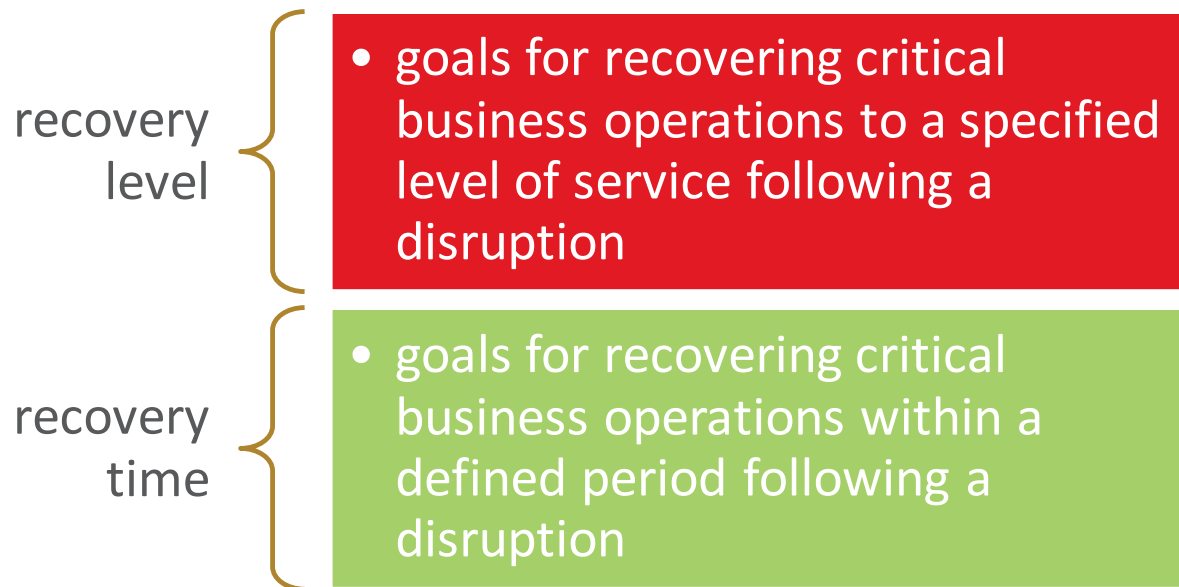 recovery
level
• goals for recovering critical
business operations to a specified
level of service following a
disruption
recovery
time
• goals for recovering critical
business operations within a
defined period following a
disruption